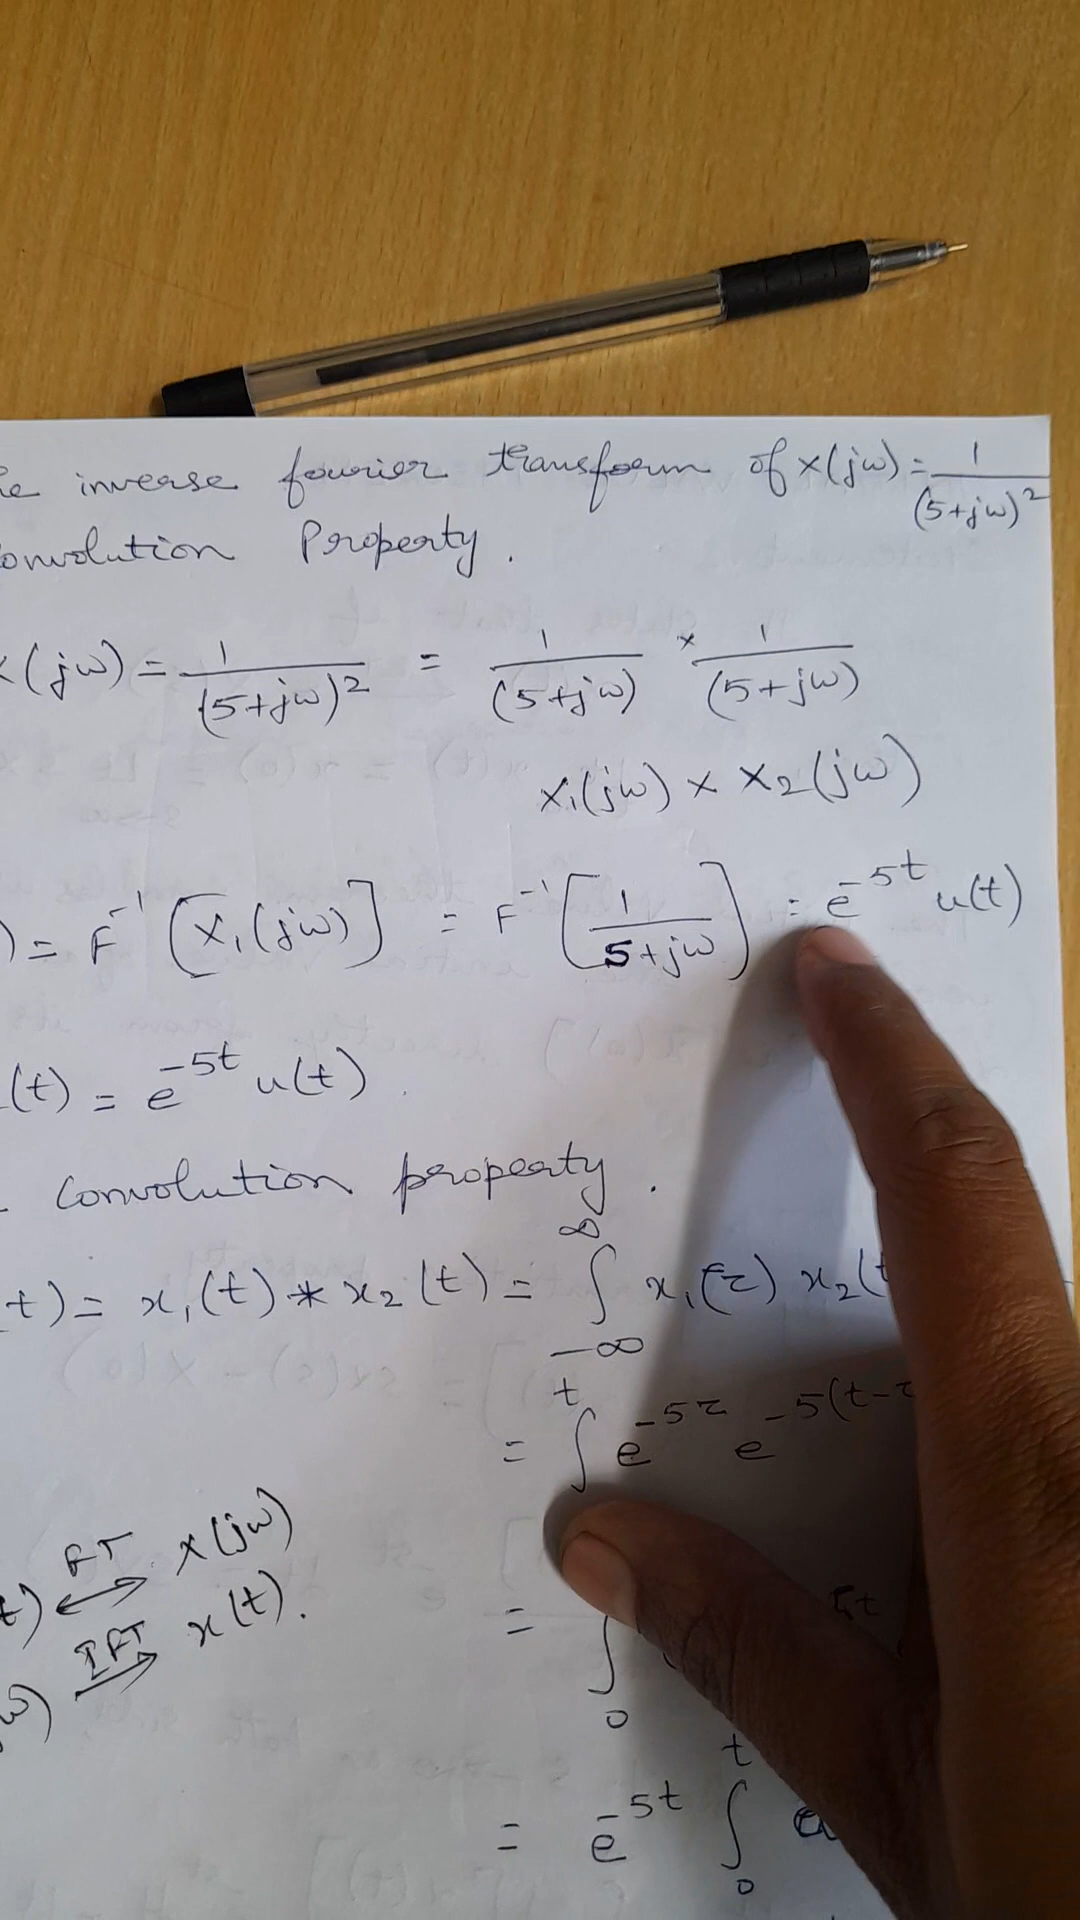 inverse fourier transform of x(jω) = 1/(5+jω)²
Property.
(jω) = 1/(5+jω)² = 1/(5+jω) × 1/(5+jω)
X₁(jω) × X₂(jω)
) = F⁻¹ [X₁(jω)] = F⁻¹ [1/5+jω] = e⁻⁵ᵗ u(t)
(t) = e⁻⁵ᵗ u(t).
Convolution property.
t) = x₁(t) * x₂(t) = ∫_{-∞}^{∞} x₁(τ) x₂(t
= ∫^{t} e^{-5τ} e^{-5(t-τ
t) ⟷ X(jω)
FT
= ∫_{0} 5t
ω) → x(t).
IFT
= e⁻⁵ᵗ ∫_{0}^{t}